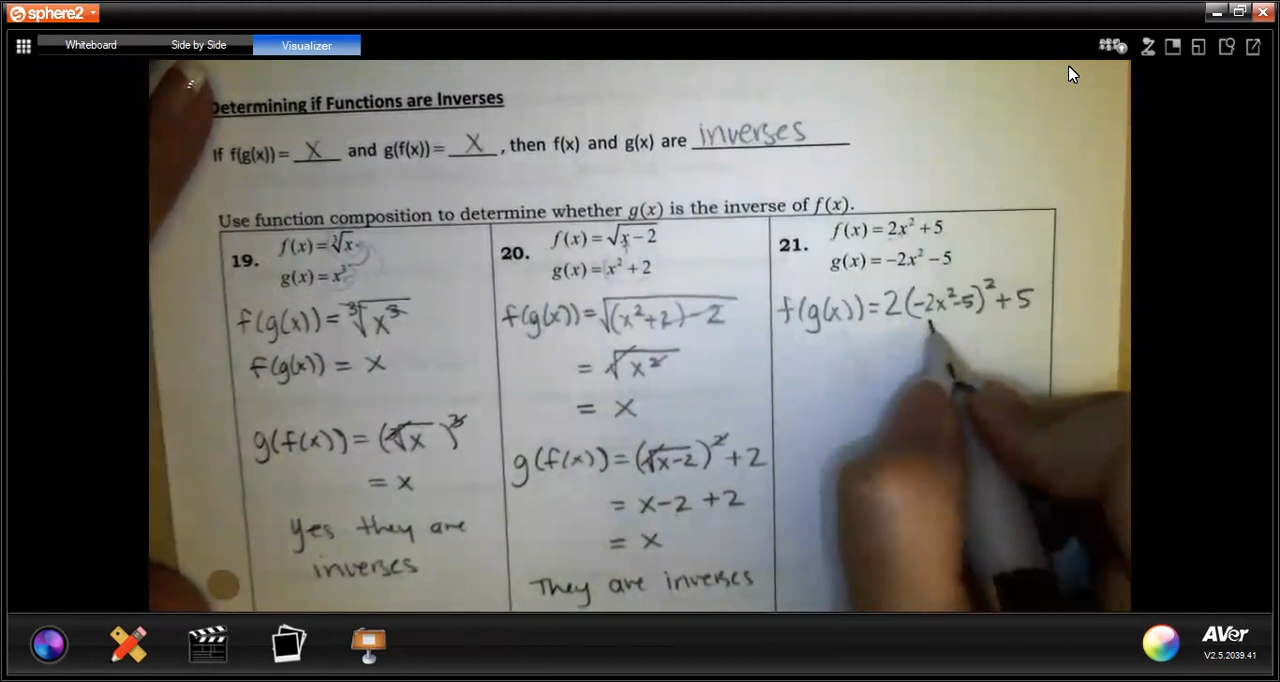 sphere2
Whiteboard Side by Side Visualizer
Determining if Functions are Inverses
If f(g(x))= x and g(f(x))= x, then f(x) and g(x) are inverses
Use function composition to determine whether g(x) is the inverse of f(x).
19. f(x) = ∛x
g(x) = x³
f(g(x)) = ∛x³
f(g(x)) = x
g(f(x)) = (∛x)³
= x
Yes they are
inverses
20. f(x) = √x − 2
g(x) = x² + 2
f(g(x)) = √(x²+2)−2
= √x²
= x
g(f(x)) = (√x−2)² + 2
= x−2 +2
= x
They are inverses
21. f(x) = 2x² + 5
g(x) = −2x² − 5
f(g(x)) = 2(−2x²−5)² + 5
AVer
V2.5.2039.41